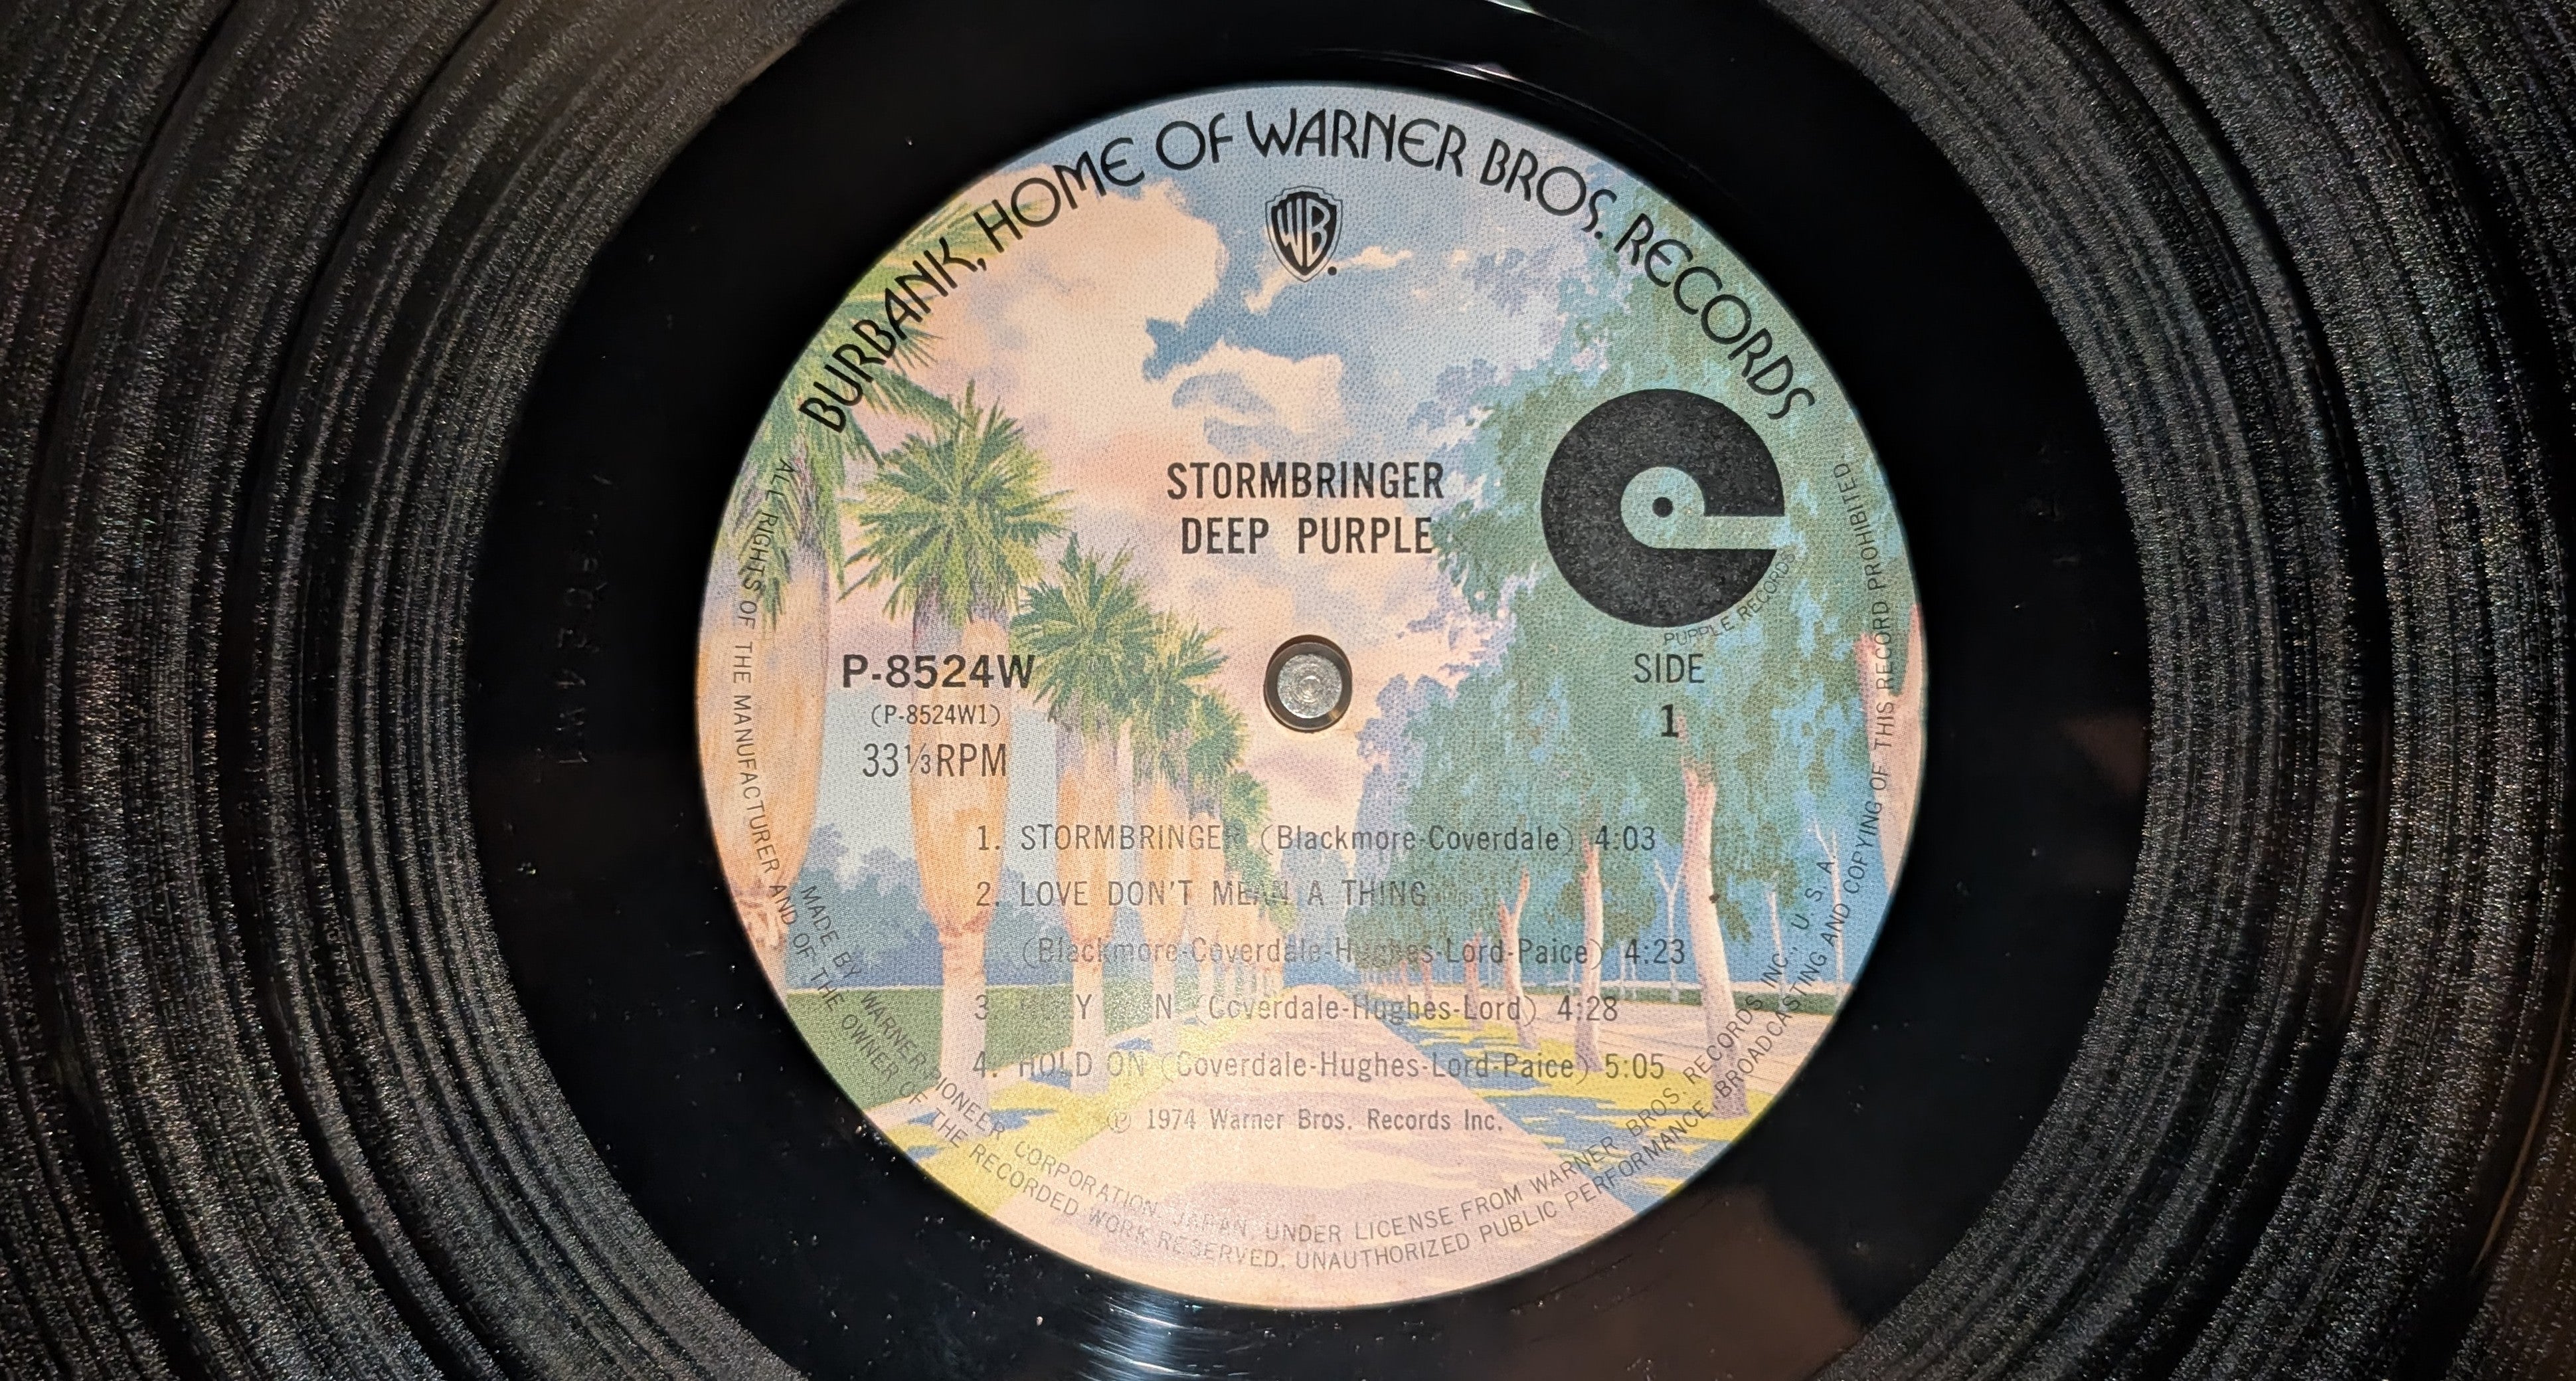 BURBANK, HOME OF WARNER BROS. RECORDS
WB
STORMBRINGER
DEEP PURPLE
PURPLE RECORDS
P-8524W
(P-8524W1)
33⅓RPM
SIDE
1
1. STORMBRINGER (Blackmore-Coverdale) 4:03
2. LOVE DON'T MEAN A THING
(Blackmore-Coverdale-Hughes-Lord-Paice) 4:23
3. (Coverdale-Hughes-Lord) 4:28
4. HOLD ON (Coverdale-Hughes-Lord-Paice) 5:05
℗ 1974 Warner Bros. Records Inc.
MADE BY WARNER-PIONEER CORPORATION, JAPAN, UNDER LICENSE FROM WARNER BROS. RECORDS INC., U. S. A.
ALL RIGHTS OF THE MANUFACTURER AND OF THE OWNER OF THE RECORDED WORK RESERVED. UNAUTHORIZED PUBLIC PERFORMANCE, BROADCASTING AND COPYING OF THIS RECORD PROHIBITED